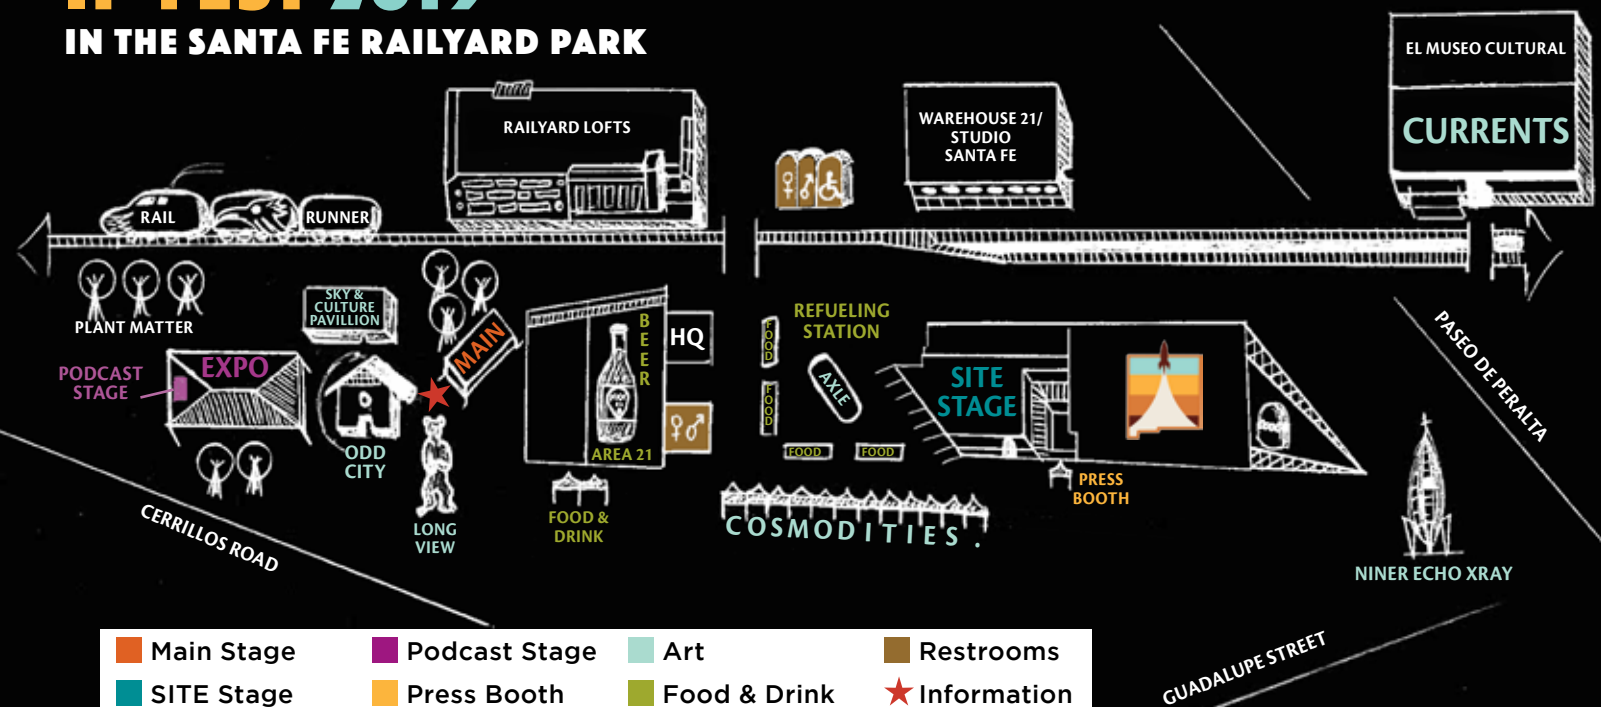 IF FEST 2019
IN THE SANTA FE RAILYARD PARK
EL MUSEO CULTURAL
CURRENTS
RAILYARD LOFTS
WAREHOUSE 21/
STUDIO
SANTA FE
RAIL
RUNNER
PLANT MATTER
SKY &
CULTURE
PAVILLION
MAIN
BEER
HQ
FOOD
REFUELING
STATION
PASEO DE PERALTA
PODCAST
STAGE
EXPO
AXLE
SITE
STAGE
FOOD
ODD
CITY
AREA 21
FOOD
FOOD
PRESS
BOOTH
LONG
VIEW
FOOD &
DRINK
COSMODITIES.
CERRILLOS ROAD
NINER ECHO XRAY
GUADALUPE STREET
Main Stage
Podcast Stage
Art
Restrooms
SITE Stage
Press Booth
Food & Drink
Information